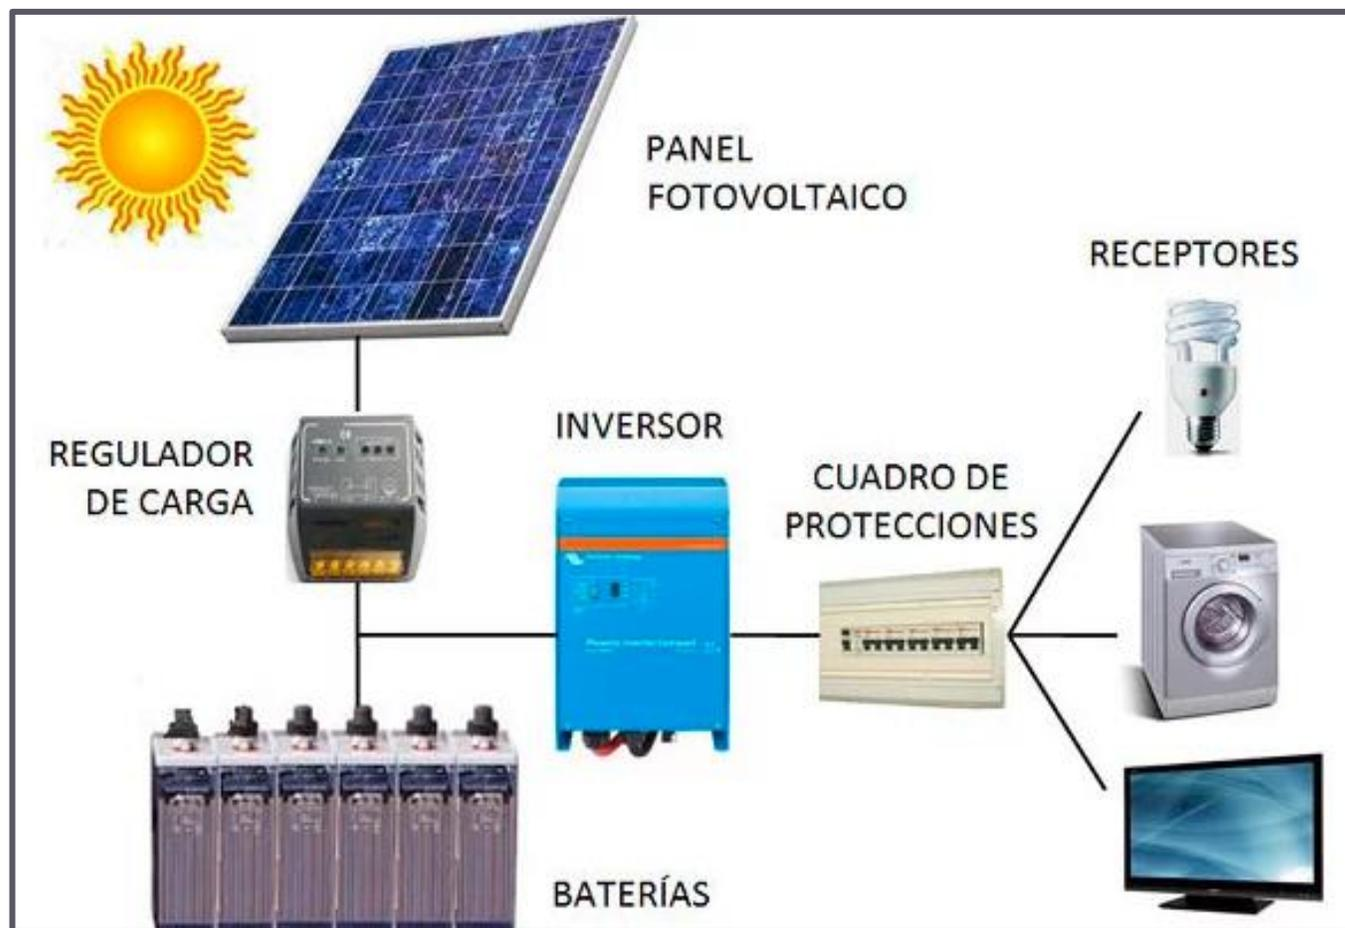 PANEL
FOTOVOLTAICO
RECEPTORES
REGULADOR
DE CARGA
INVERSOR
CUADRO DE
PROTECCIONES
BATERÍAS